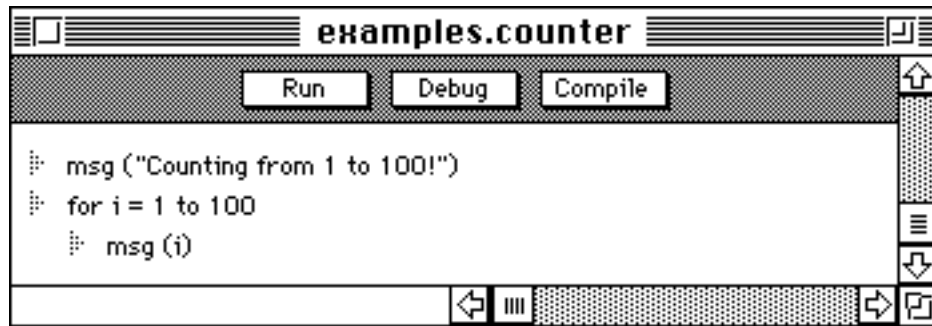 examples.counter
Run Debug Compile
msg ("Counting from 1 to 100!")
for i = 1 to 100
msg (i)